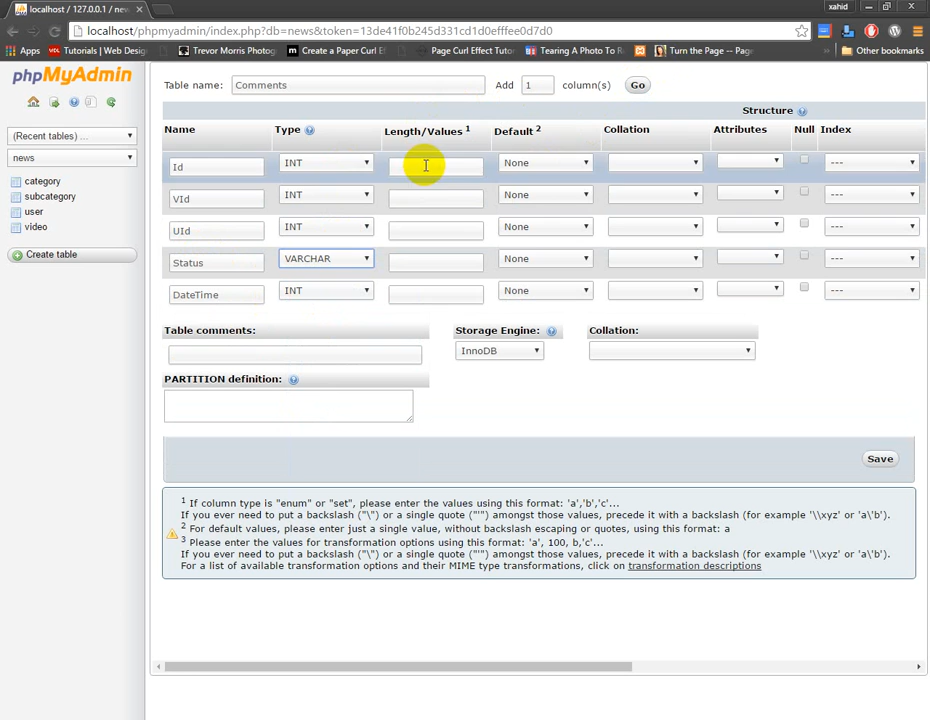 localhost / 127.0.0.1 / new
xahid
localhost/phpmyadmin/index.php?db=news&token=13de41f0b245d331cd1d0efffee0d7d0
Apps
Tutorials | Web Desig
Trevor Morris Photog
Create a Paper Curl Ef
Page Curl Effect Tutor
Tearing A Photo To R
Turn the Page – Page
Other bookmarks
phpMyAdmin
(Recent tables) ...
news
category
subcategory
user
video
Create table
Table name: Comments Add 1 column(s) Go
Structure
Name Type Length/Values 1 Default 2 Collation Attributes Null Index
Id INT None ---
VId INT None ---
UId INT None ---
Status VARCHAR None ---
DateTime INT None ---
Table comments: Storage Engine: Collation:
InnoDB
PARTITION definition:
Save
1 If column type is "enum" or "set", please enter the values using this format: 'a','b','c'...
If you ever need to put a backslash ("\") or a single quote ("'") amongst those values, precede it with a backslash (for example '\\xyz' or 'a\'b').
2 For default values, please enter just a single value, without backslash escaping or quotes, using this format: a
3 Please enter the values for transformation options using this format: 'a', 100, b,'c'...
If you ever need to put a backslash ("\") or a single quote ("'") amongst those values, precede it with a backslash (for example '\\xyz' or 'a\'b').
For a list of available transformation options and their MIME type transformations, click on transformation descriptions